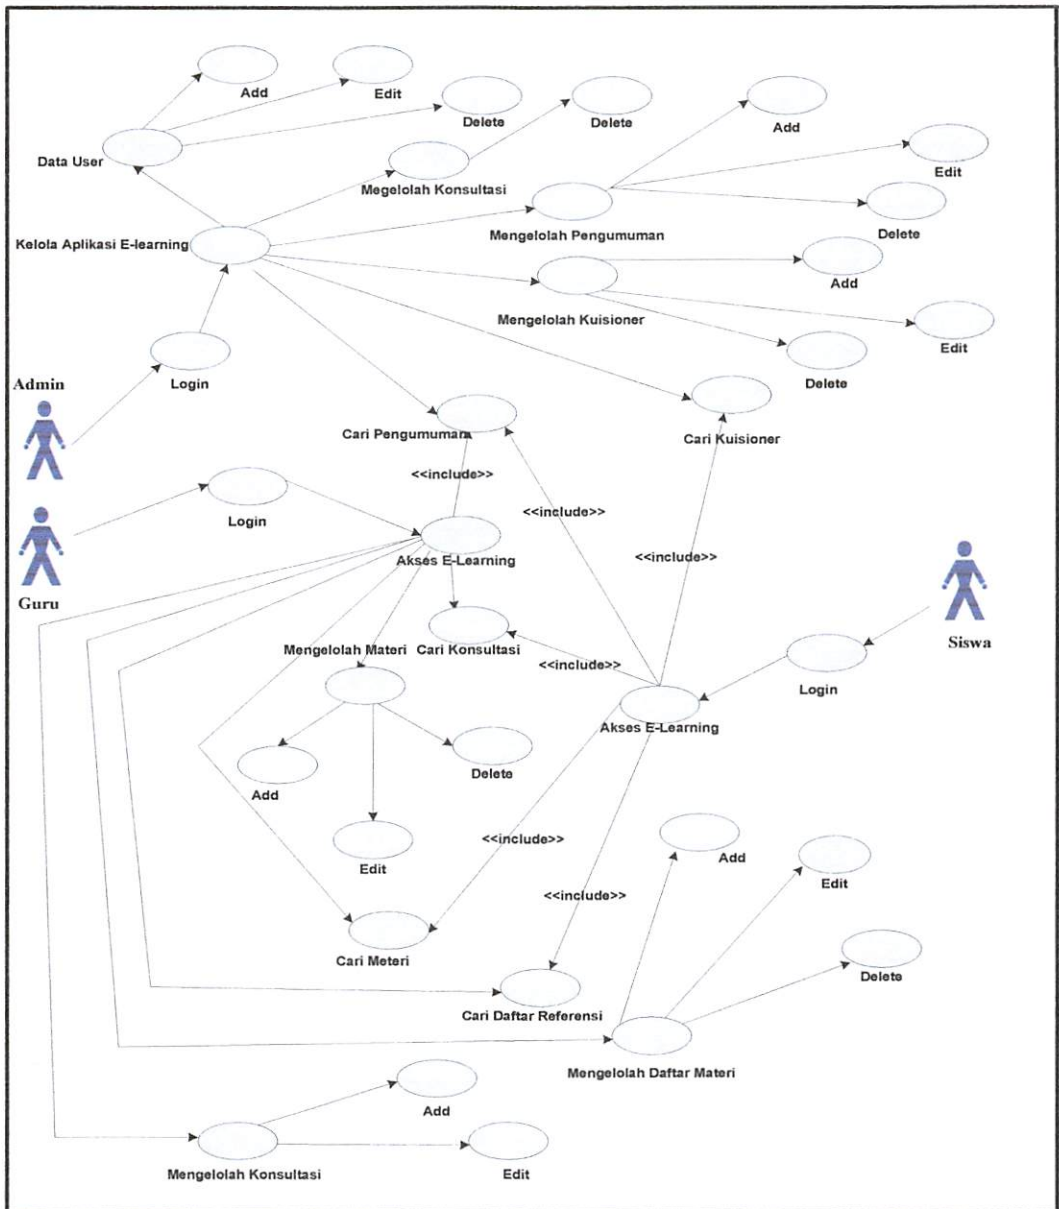 Add
Edit
Delete
Delete
Add
Data User
Megelolah Konsultasi
Edit
Mengelolah Pengumuman
Delete
Kelola Aplikasi E-learning
Add
Mengelolah Kuisioner
Edit
Login
Delete
Admin
Cari Pengumuman
Cari Kuisioner
<<include>>
<<include>>
Login
<<include>>
Akses E-Learning
Guru
Siswa
Mengelolah Materi
Cari Konsultasi
<<include>>
Login
Akses E-Learning
Delete
Add
<<include>>
Edit
Add
Edit
<<include>>
Cari Meteri
Delete
Cari Daftar Referensi
Mengelolah Daftar Materi
Add
Mengelolah Konsultasi
Edit